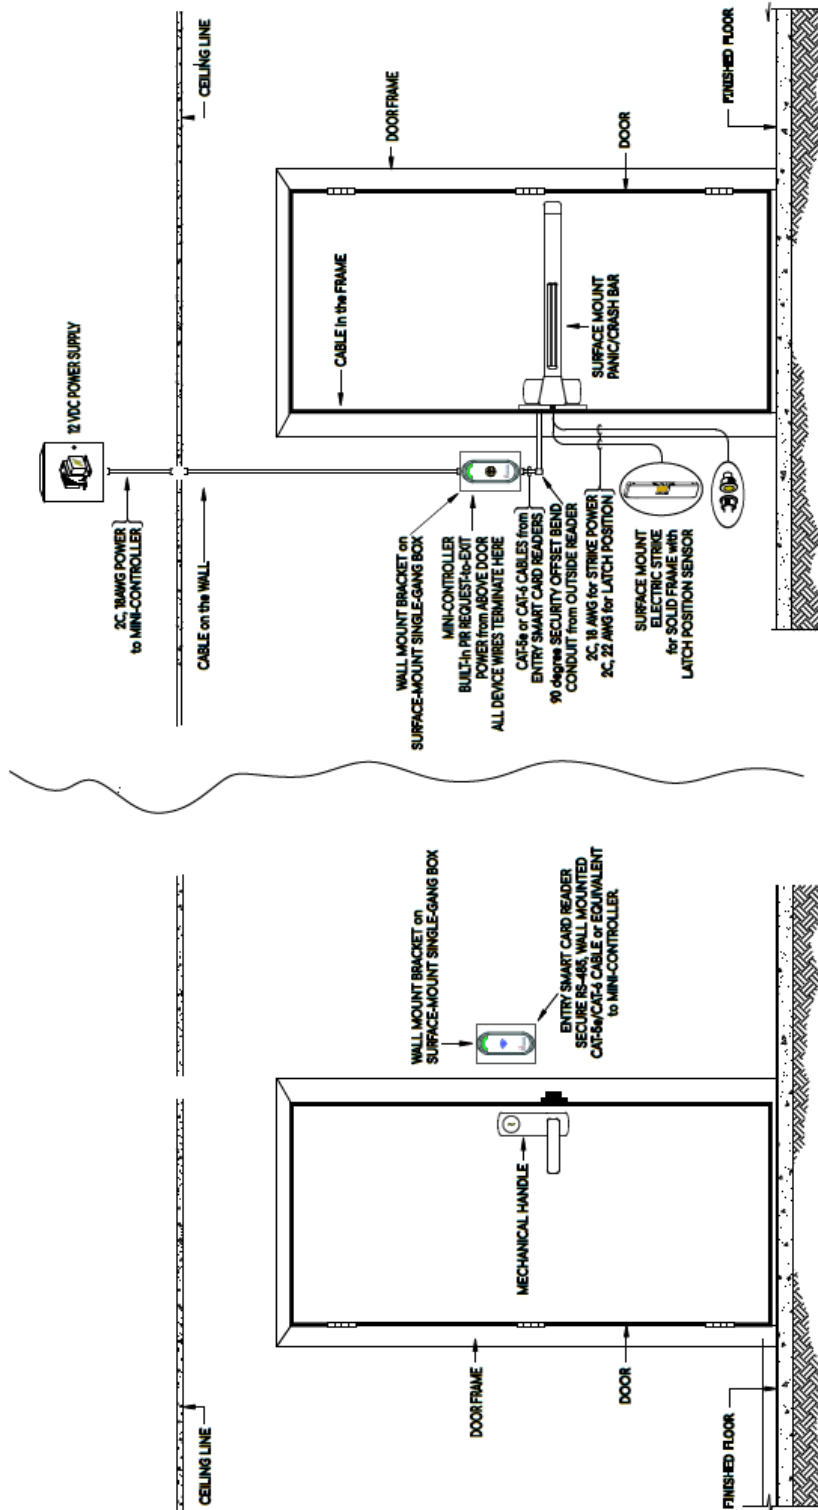 CEILING LINE
DOOR FRAME
DOOR
FINISHED FLOOR
MECHANICAL HANDLE
WALL MOUNT BRACKET on
SURFACE-MOUNT SINGLE-GANG BOX
ENTRY SMART CARD READER
SECURE RS-485, WALL MOUNTED
CAT-5e/CAT-6 CABLE or EQUIVALENT
to MINI-CONTROLLER.
12 VDC POWER SUPPLY
2C, 18AWG POWER
to MINI-CONTROLLER
CABLE on the WALL
WALL MOUNT BRACKET on
SURFACE-MOUNT SINGLE-GANG BOX
MINI-CONTROLLER
BUILT-in PIR REQUEST-to-EXIT
POWER from ABOVE DOOR
ALL DEVICE WIRES TERMINATE HERE
CAT-5e or CAT-6 CABLES from
ENTRY SMART CARD READERS
90 degree SECURITY OFFSET BEND
CONDUIT from OUTSIDE READER
2C, 18 AWG for STRIKE POWER
2C, 22 AWG for LATCH POSITION
SURFACE MOUNT
ELECTRIC STRIKE
for SOLID FRAME with
LATCH POSITION SENSOR
CABLE in the FRAME
SURFACE MOUNT
PANIC/CRASH BAR
CEILING LINE
DOOR FRAME
DOOR
FINISHED FLOOR